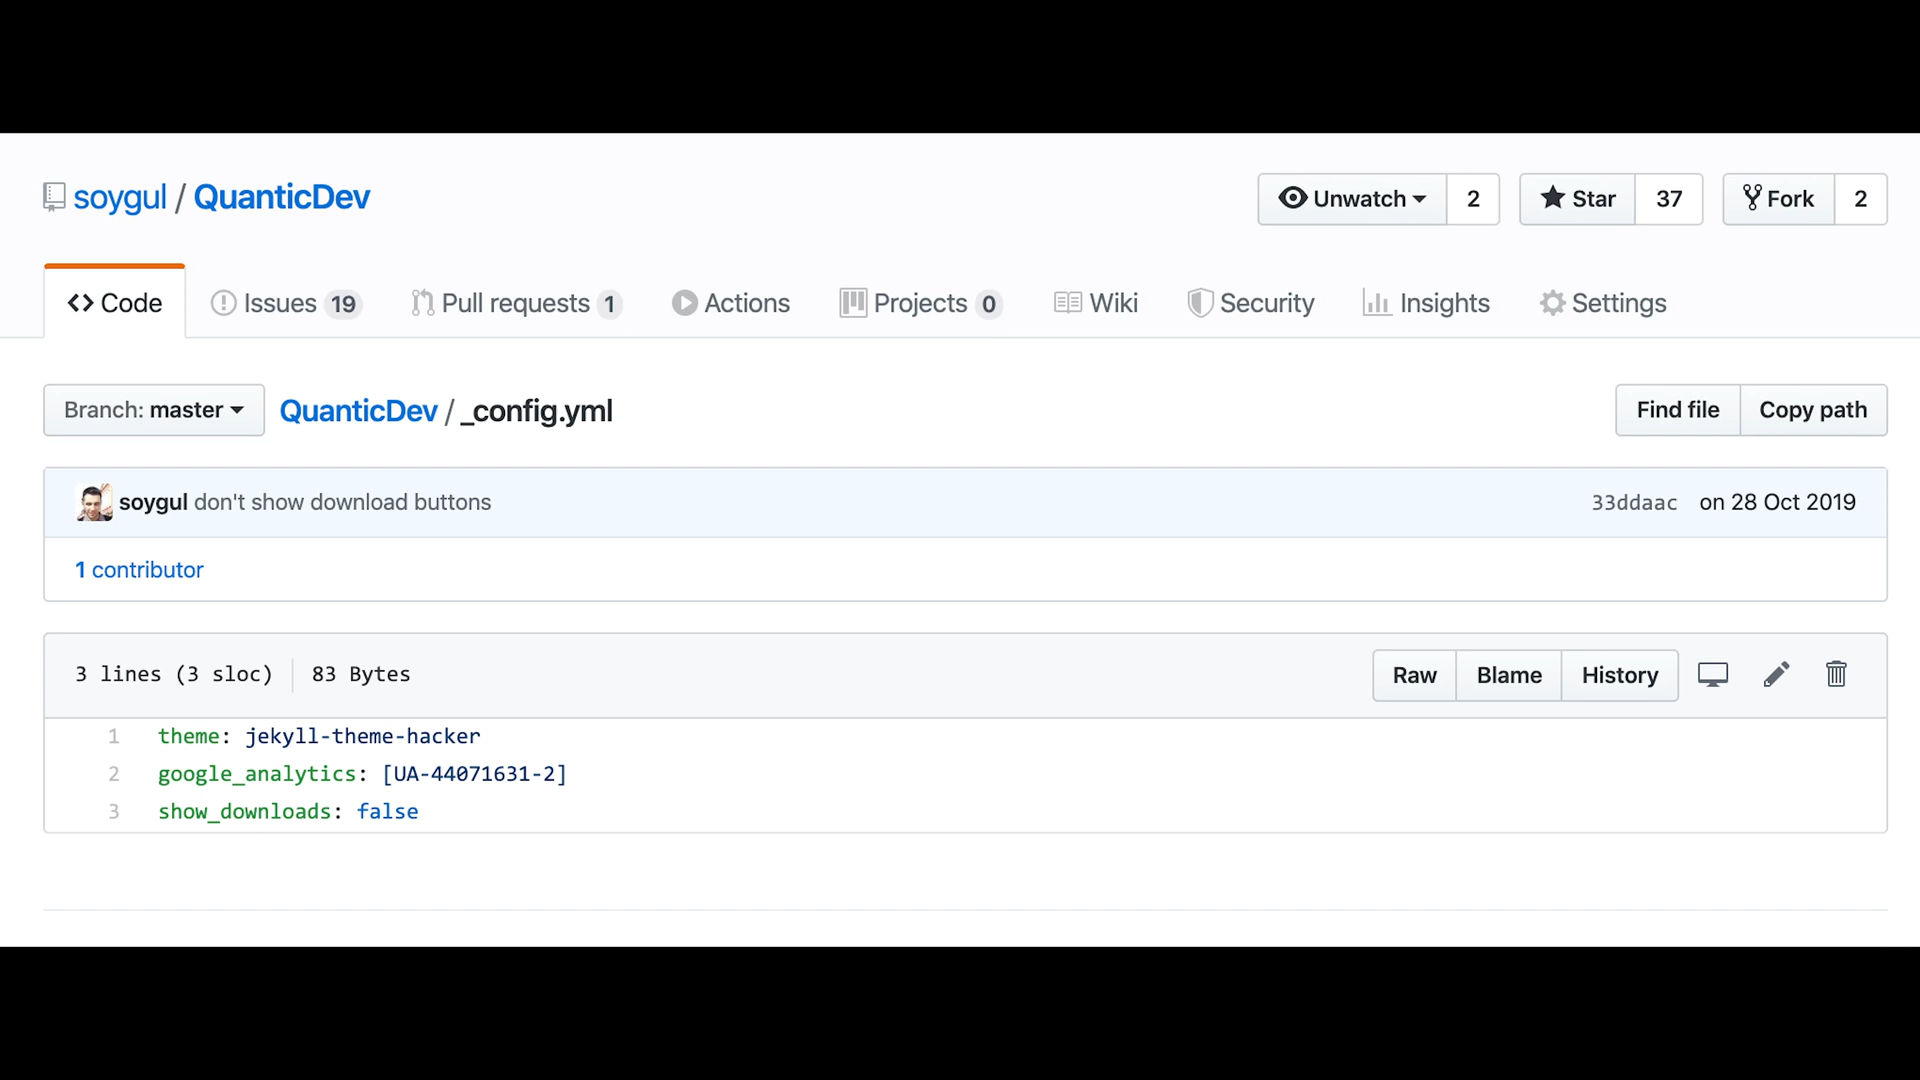 soygul / QuanticDev
Unwatch 2 Star 37 Fork 2
Code Issues 19 Pull requests 1 Actions Projects 0 Wiki Security Insights Settings
Branch: master QuanticDev / _config.yml Find file Copy path
soygul don't show download buttons 33ddaac on 28 Oct 2019
1 contributor
3 lines (3 sloc) 83 Bytes Raw Blame History
1 theme: jekyll-theme-hacker
2 google_analytics: [UA-44071631-2]
3 show_downloads: false